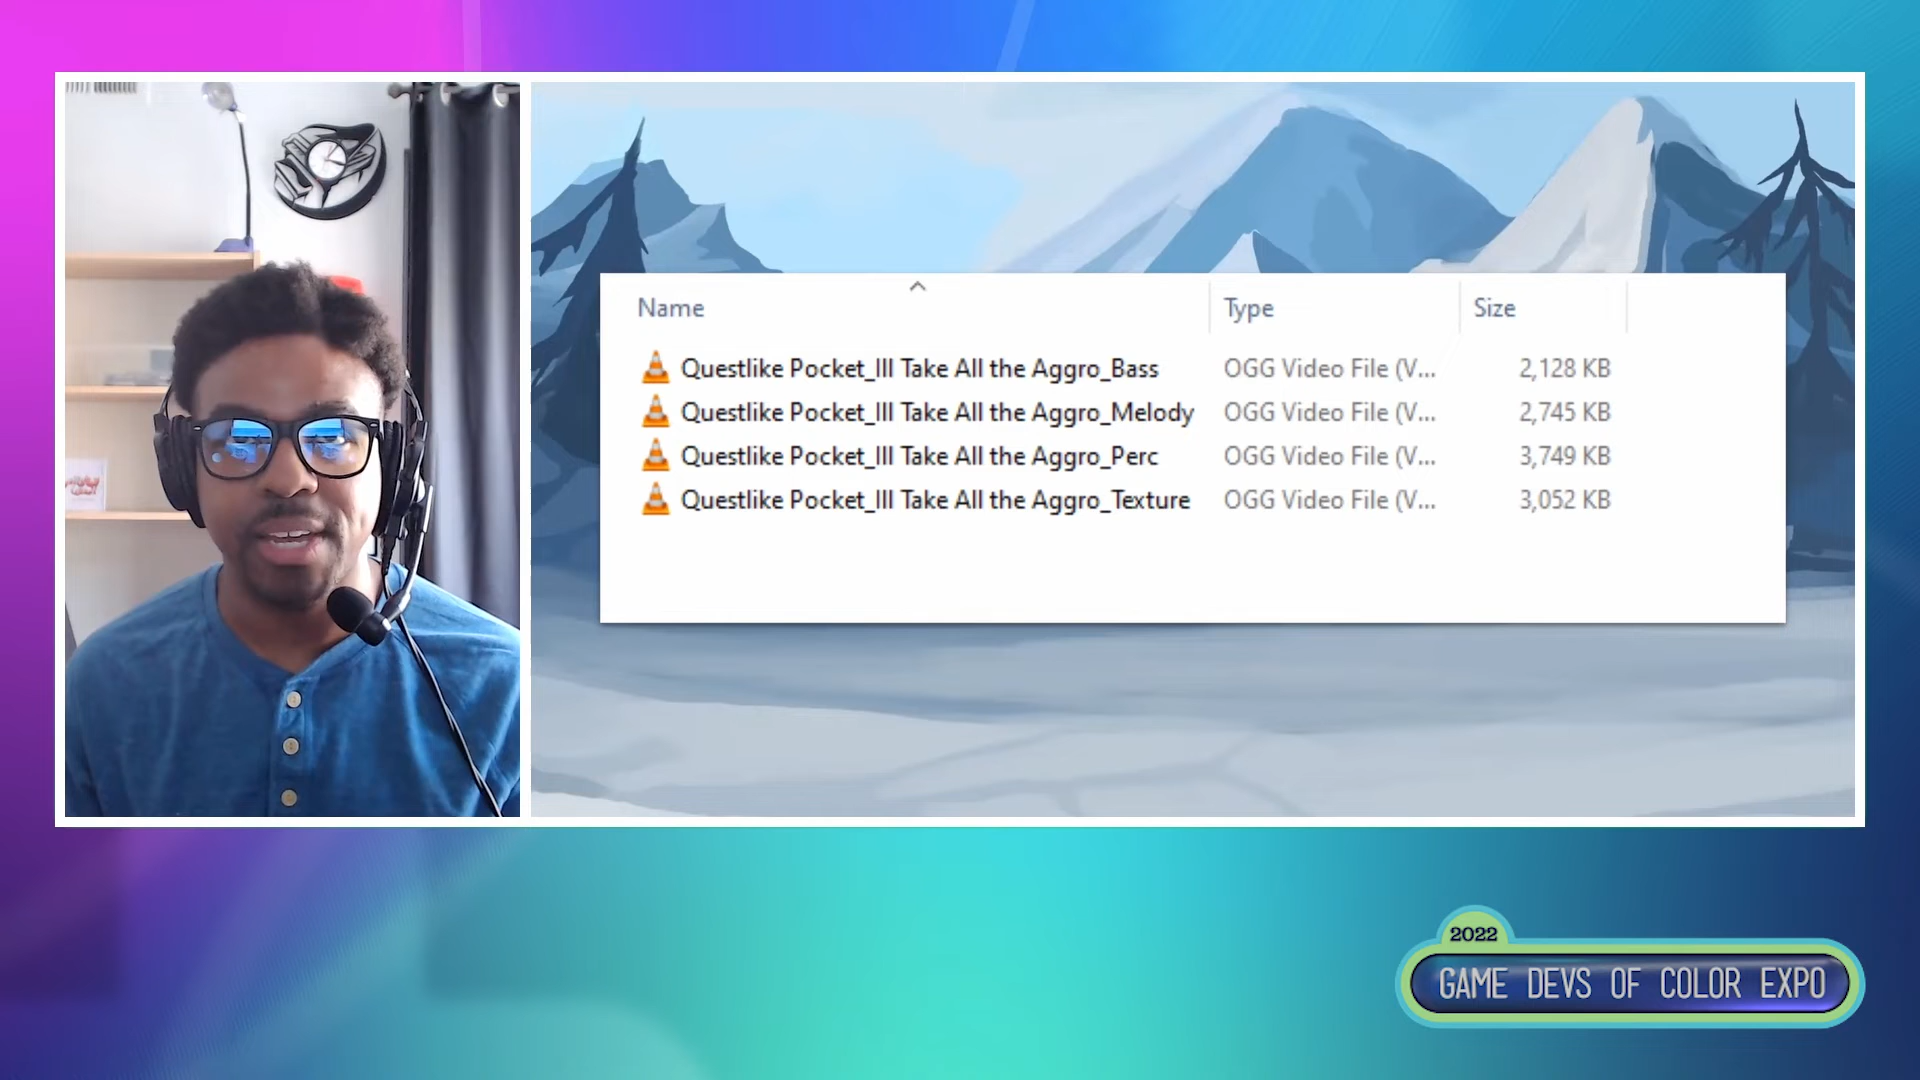 Name Type Size
Questlike Pocket_III Take All the Aggro_Bass OGG Video File (V... 2,128 KB
Questlike Pocket_III Take All the Aggro_Melody OGG Video File (V... 2,745 KB
Questlike Pocket_III Take All the Aggro_Perc OGG Video File (V... 3,749 KB
Questlike Pocket_III Take All the Aggro_Texture OGG Video File (V... 3,052 KB
2022
GAME DEVS OF COLOR EXPO